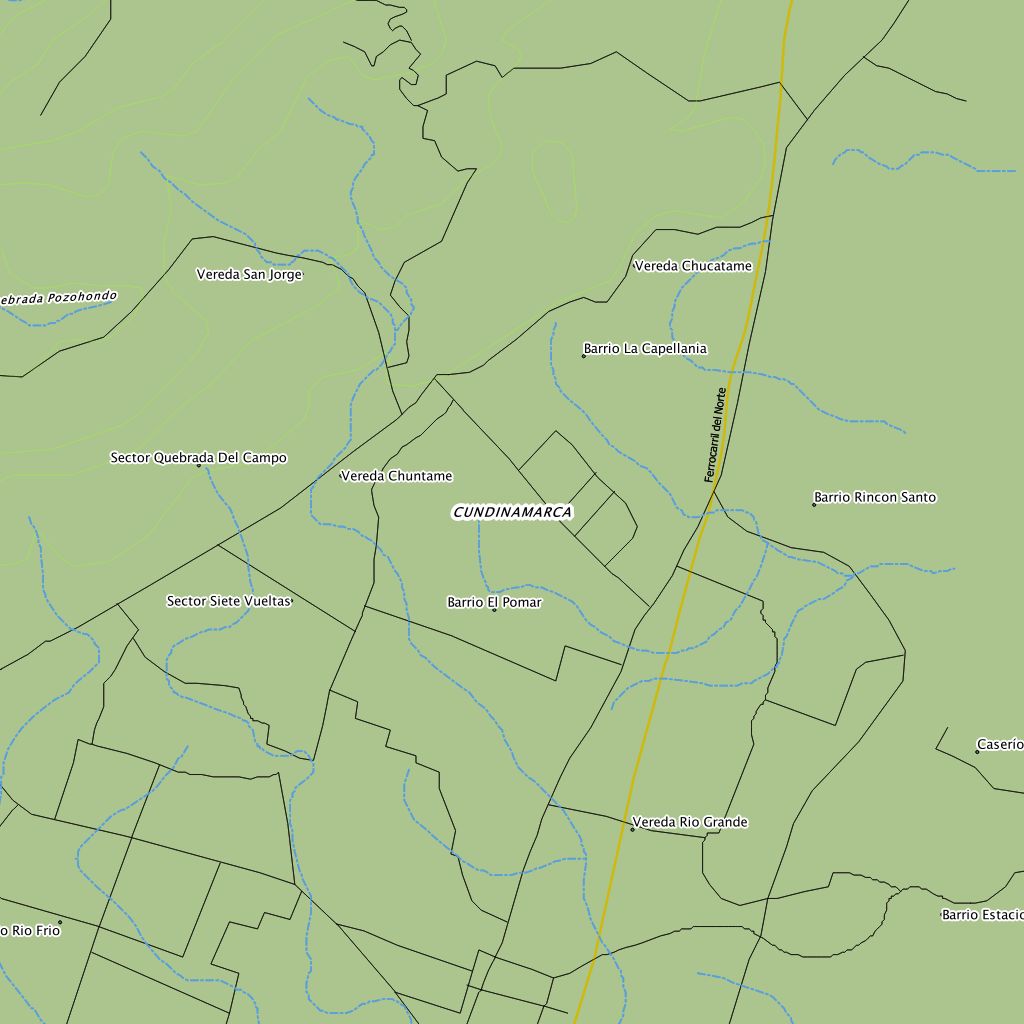 Vereda Chucatame
Vereda San Jorge
ebrada Pozohondo
Barrio La Capellania
Ferrocarril del Norte
Sector Quebrada Del Campo
Vereda Chuntame
Barrio Rincon Santo
CUNDINAMARCA
Sector Siete Vueltas
Barrio El Pomar
Caserío
Vereda Rio Grande
Barrio Estacio
o Rio Frio